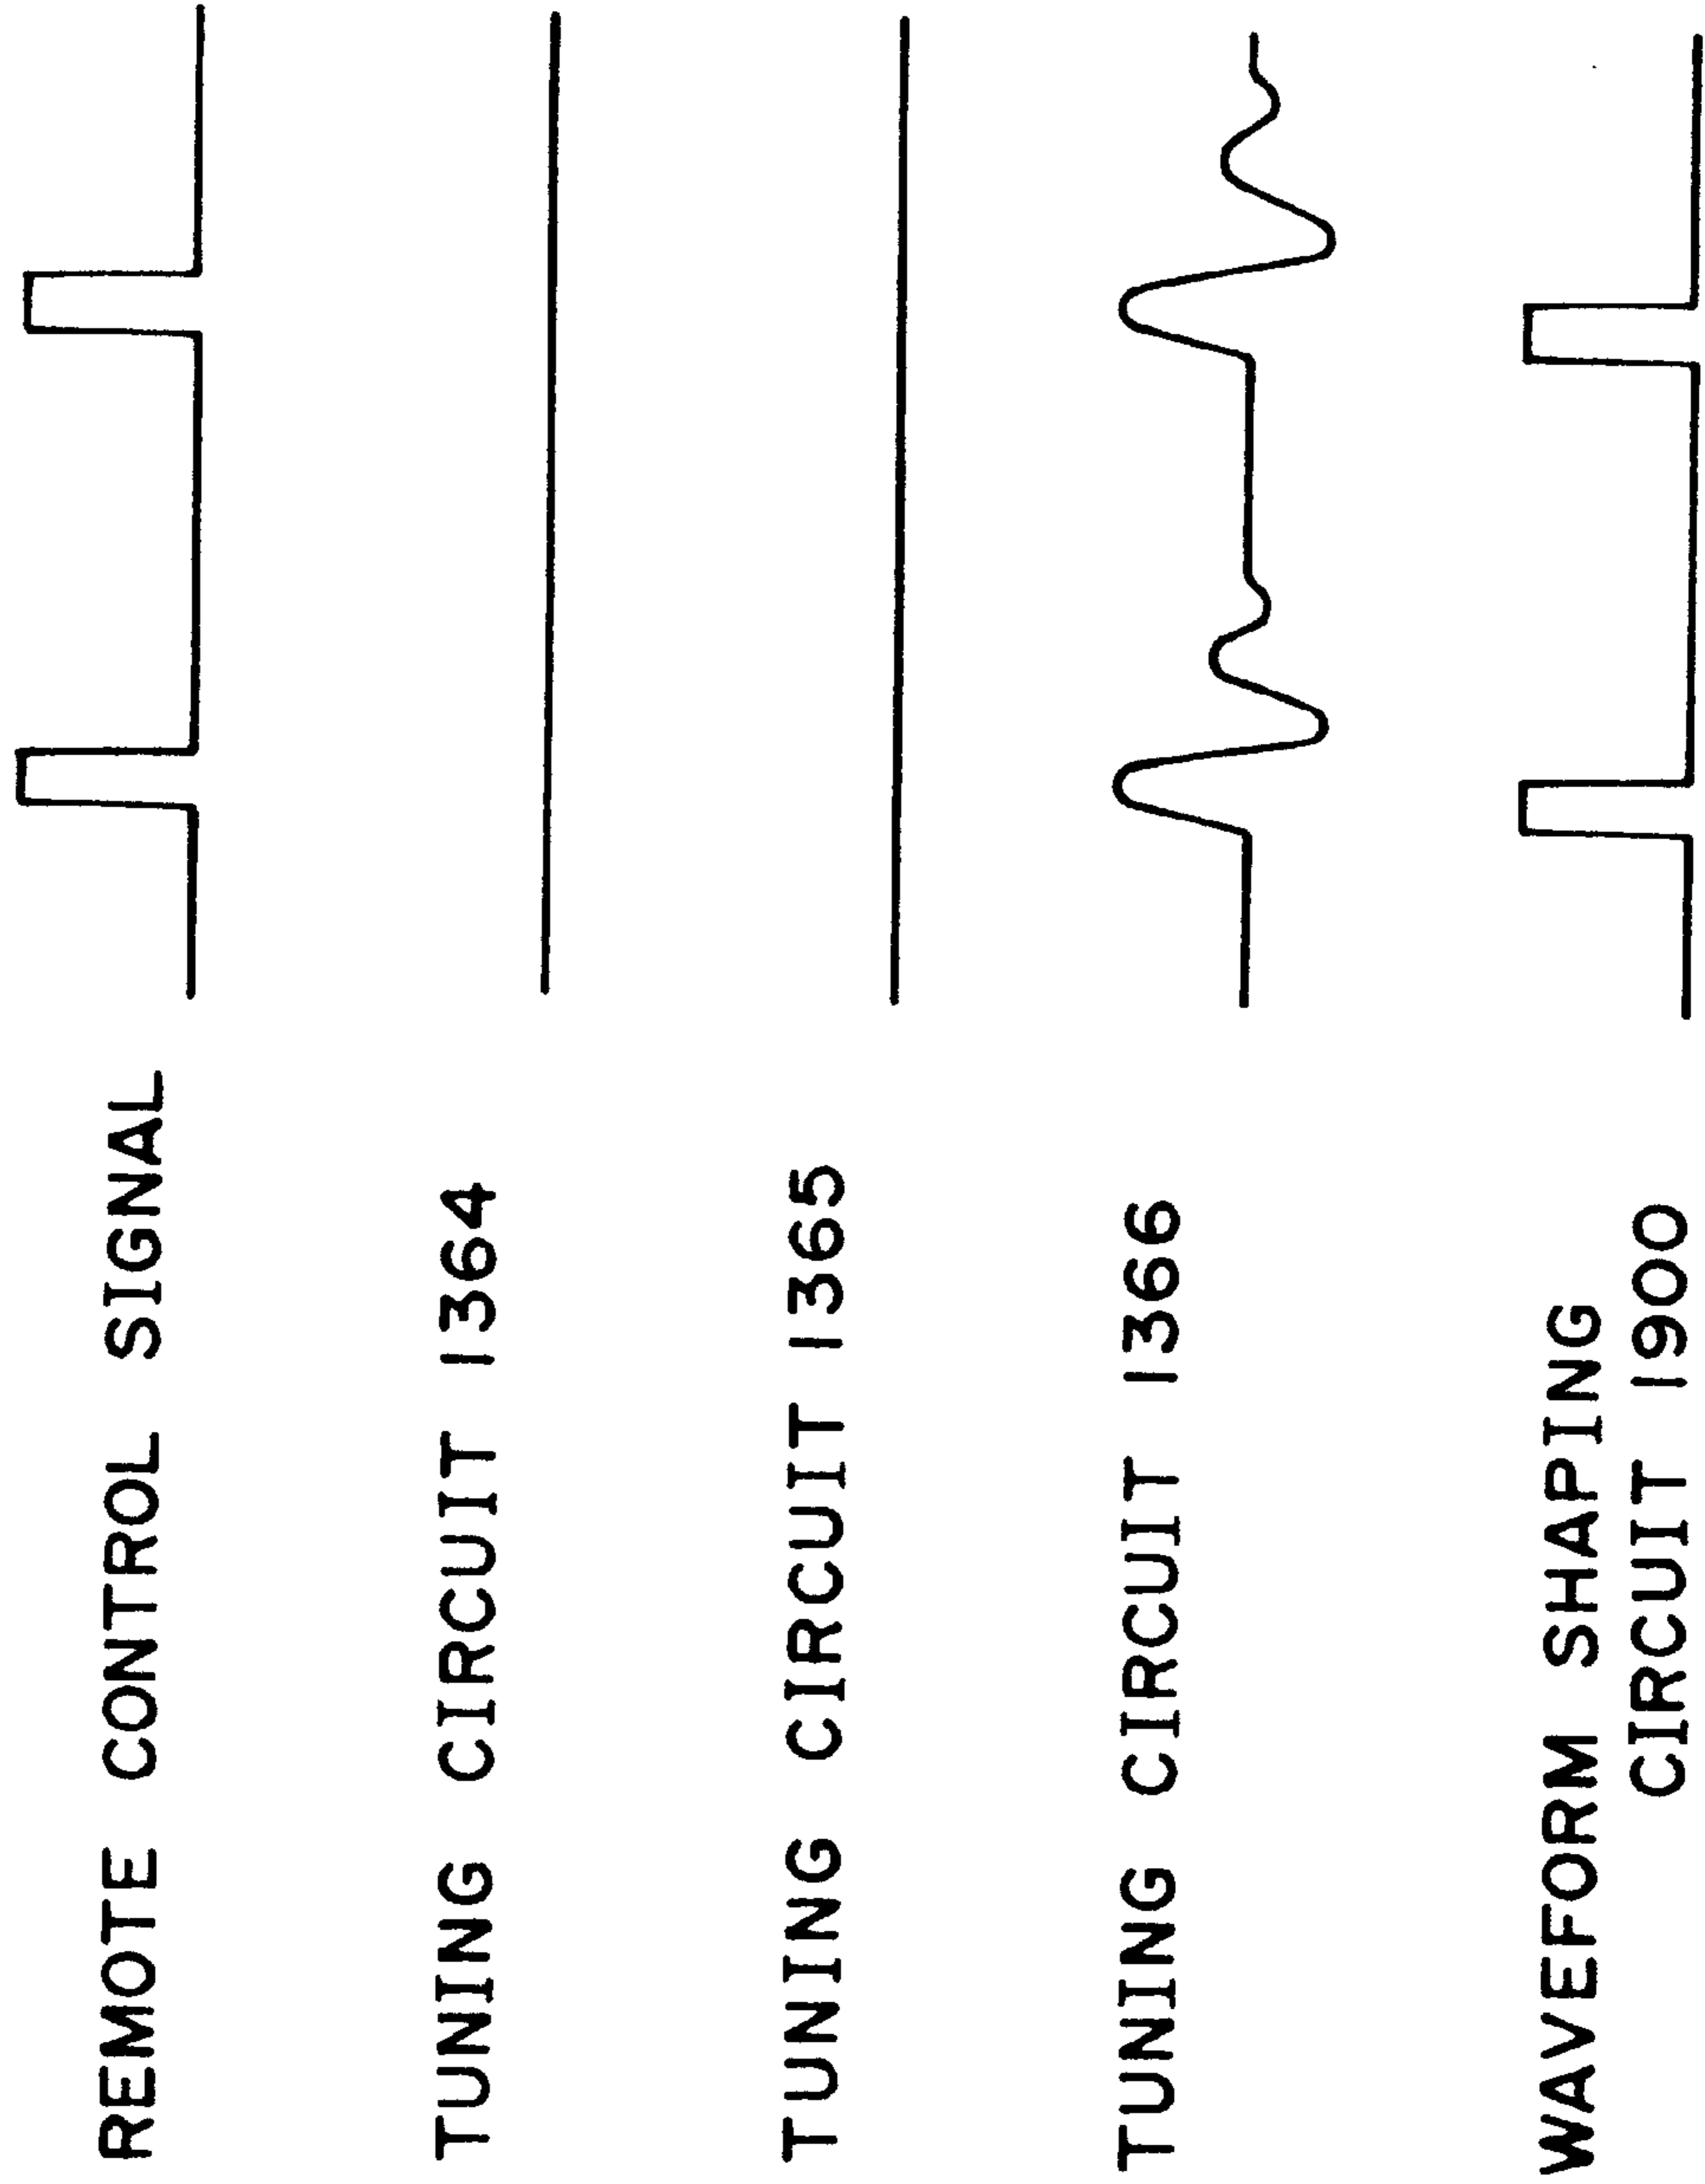 REMOTE CONTROL SIGNAL
TUNING CIRCUIT 1364
TUNING CIRCUIT 1365
TUNING CIRCUIT 1366
WAVEFORM SHAPING
CIRCUIT 1900